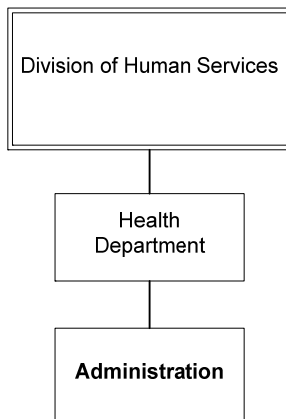 Division of Human Services
Health
Department
Administration